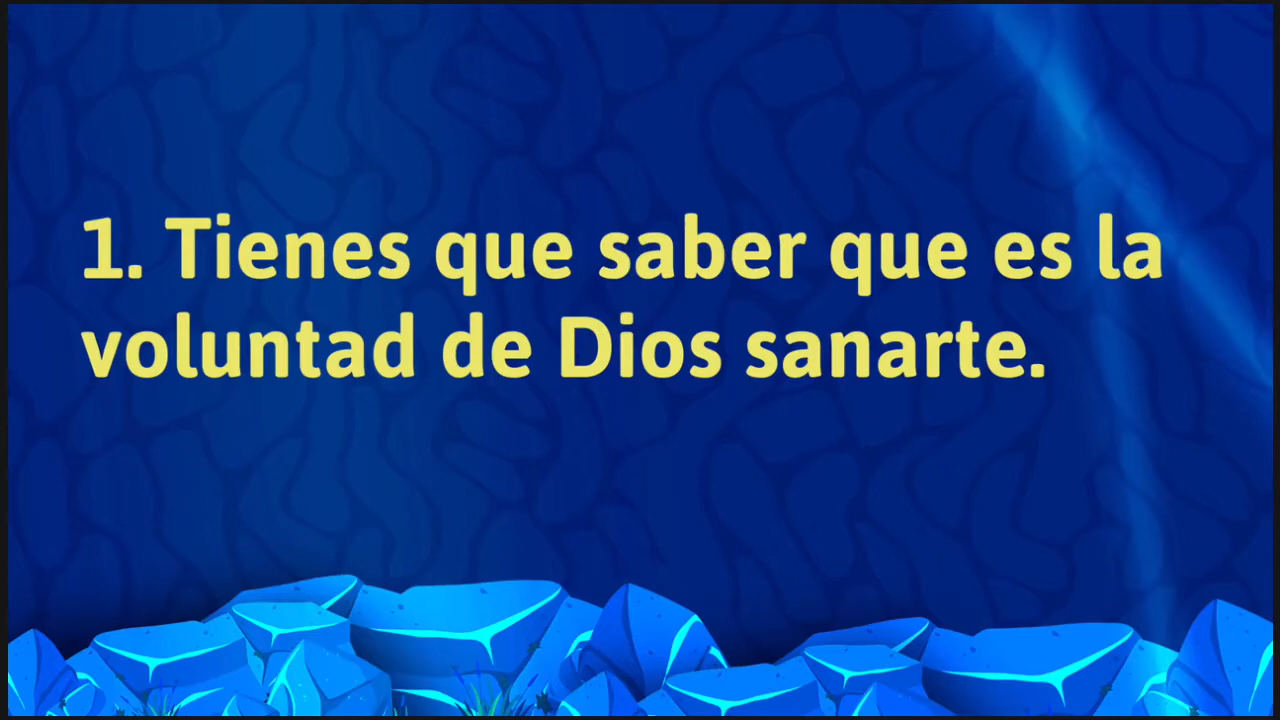 1. Tienes que saber que es la
voluntad de Dios sanarte.